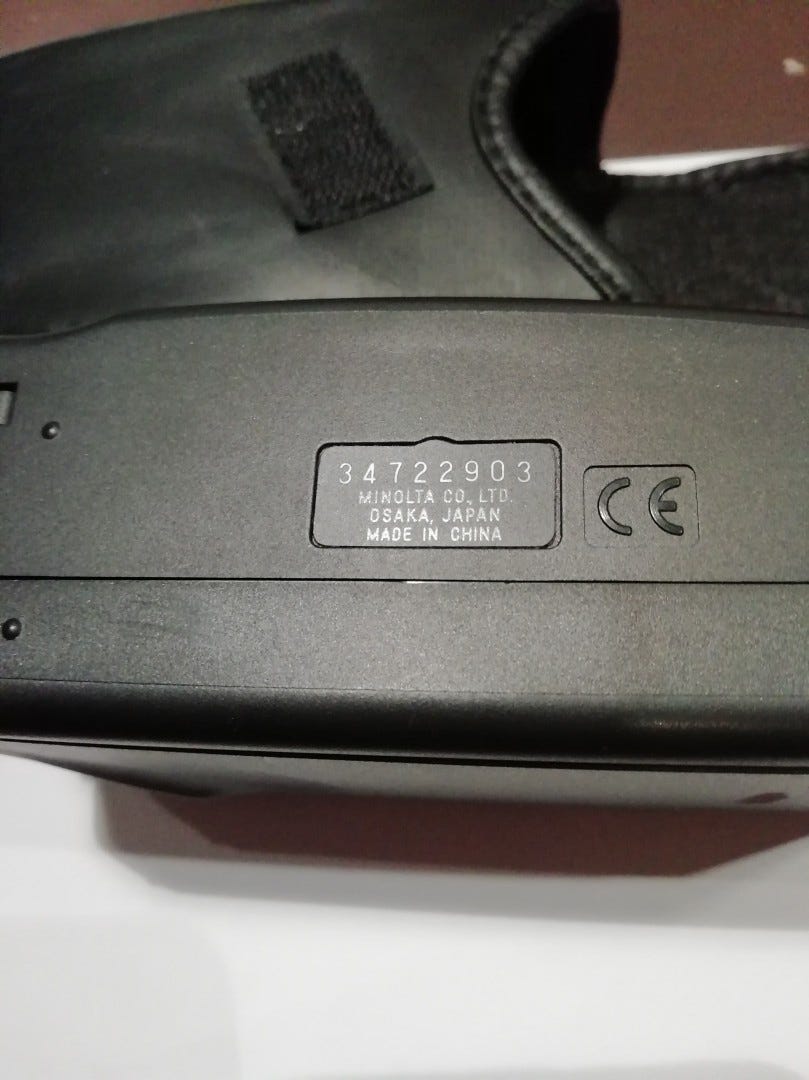 34722903
MINOLTA CO., LTD.
OSAKA, JAPAN
MADE IN CHINA
CE